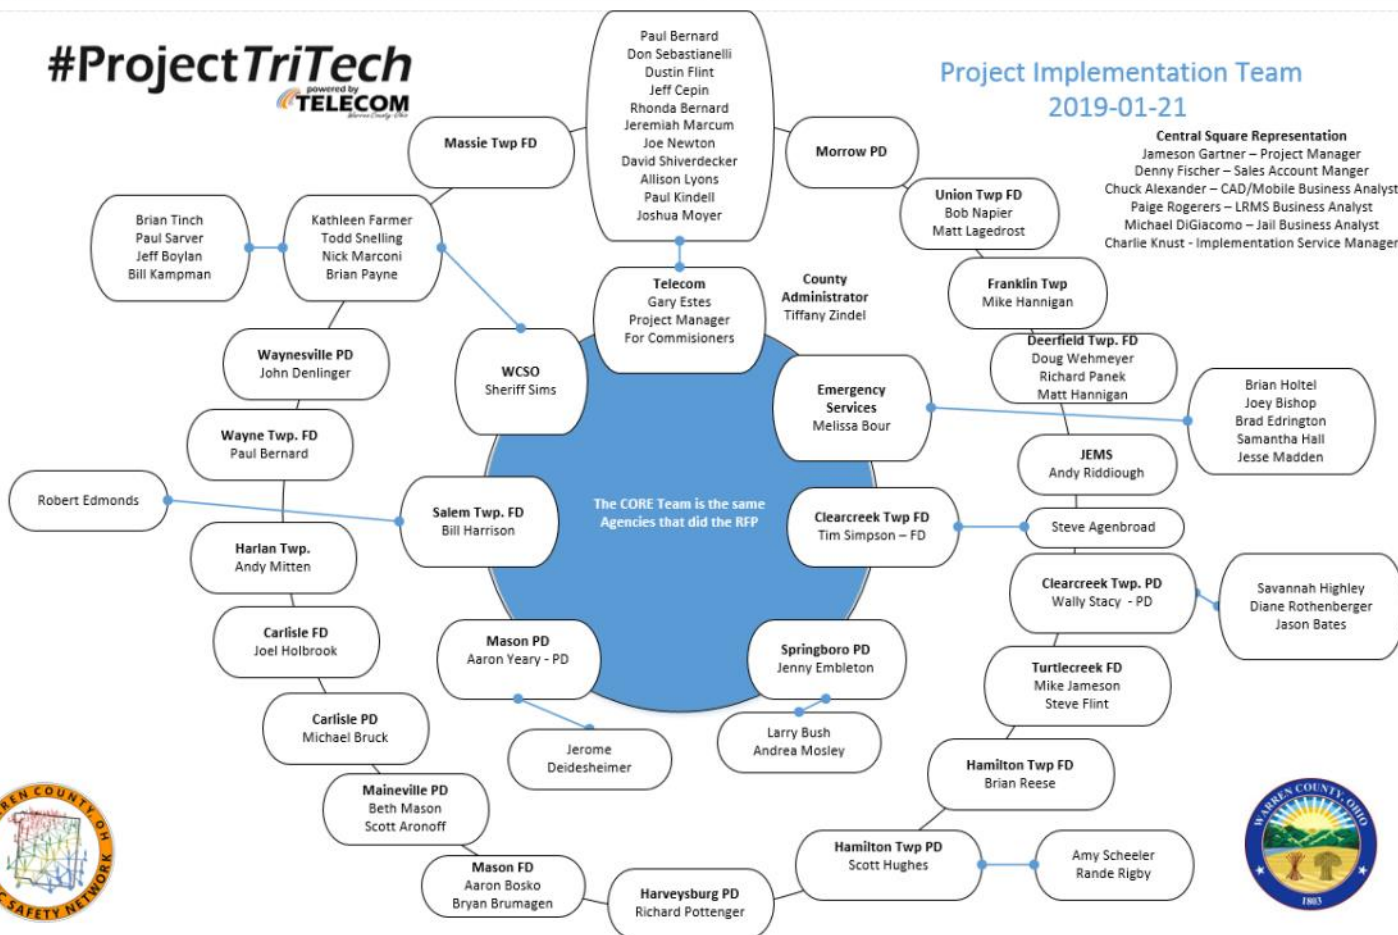 #ProjectTriTech
powered by
TELECOM
Warren County, Ohio
Project Implementation Team
2019-01-21
Central Square Representation
Jameson Gartner – Project Manager
Denny Fischer – Sales Account Manger
Chuck Alexander – CAD/Mobile Business Analyst
Paige Rogerers – LRMS Business Analyst
Michael DiGiacomo – Jail Business Analyst
Charlie Knust - Implementation Service Manager
Paul Bernard
Don Sebastianelli
Dustin Flint
Jeff Cepin
Rhonda Bernard
Jeremiah Marcum
Joe Newton
David Shiverdecker
Allison Lyons
Paul Kindell
Joshua Moyer
Massie Twp FD
Morrow PD
Union Twp FD
Bob Napier
Matt Lagedrost
Brian Tinch
Paul Sarver
Jeff Boylan
Bill Kampman
Kathleen Farmer
Todd Snelling
Nick Marconi
Brian Payne
Telecom
Gary Estes
Project Manager
For Commisioners
County
Administrator
Tiffany Zindel
Franklin Twp
Mike Hannigan
Waynesville PD
John Denlinger
WCSO
Sheriff Sims
Emergency
Services
Melissa Bour
Deerfield Twp. FD
Doug Wehmeyer
Richard Panek
Matt Hannigan
Brian Holtel
Joey Bishop
Brad Edrington
Samantha Hall
Jesse Madden
Wayne Twp. FD
Paul Bernard
JEMS
Andy Riddiough
Robert Edmonds
Salem Twp. FD
Bill Harrison
The CORE Team is the same
Agencies that did the RFP
Clearcreek Twp FD
Tim Simpson – FD
Steve Agenbroad
Harlan Twp.
Andy Mitten
Clearcreek Twp. PD
Wally Stacy - PD
Savannah Highley
Diane Rothenberger
Jason Bates
Carlisle FD
Joel Holbrook
Mason PD
Aaron Yeary - PD
Springboro PD
Jenny Embleton
Turtlecreek FD
Mike Jameson
Steve Flint
Carlisle PD
Michael Bruck
Jerome
Deidesheimer
Larry Bush
Andrea Mosley
Hamilton Twp FD
Brian Reese
Maineville PD
Beth Mason
Scott Aronoff
Mason FD
Aaron Bosko
Bryan Brumagen
Harveysburg PD
Richard Pottenger
Hamilton Twp PD
Scott Hughes
Amy Scheeler
Rande Rigby
COUNTY, OH
SAFETY NETWORK
WARREN COUNTY, OHIO
1803